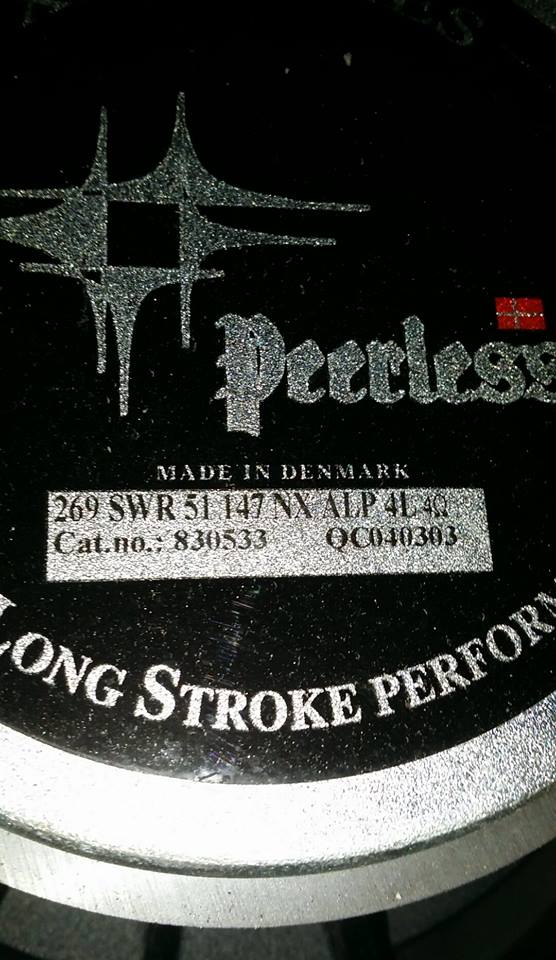 Peerless
MADE IN DENMARK
269 SWR 51 147 NX ALP 4L 4Ω
Cat.no.: 830533 QC040303
LONG STROKE PERFORM